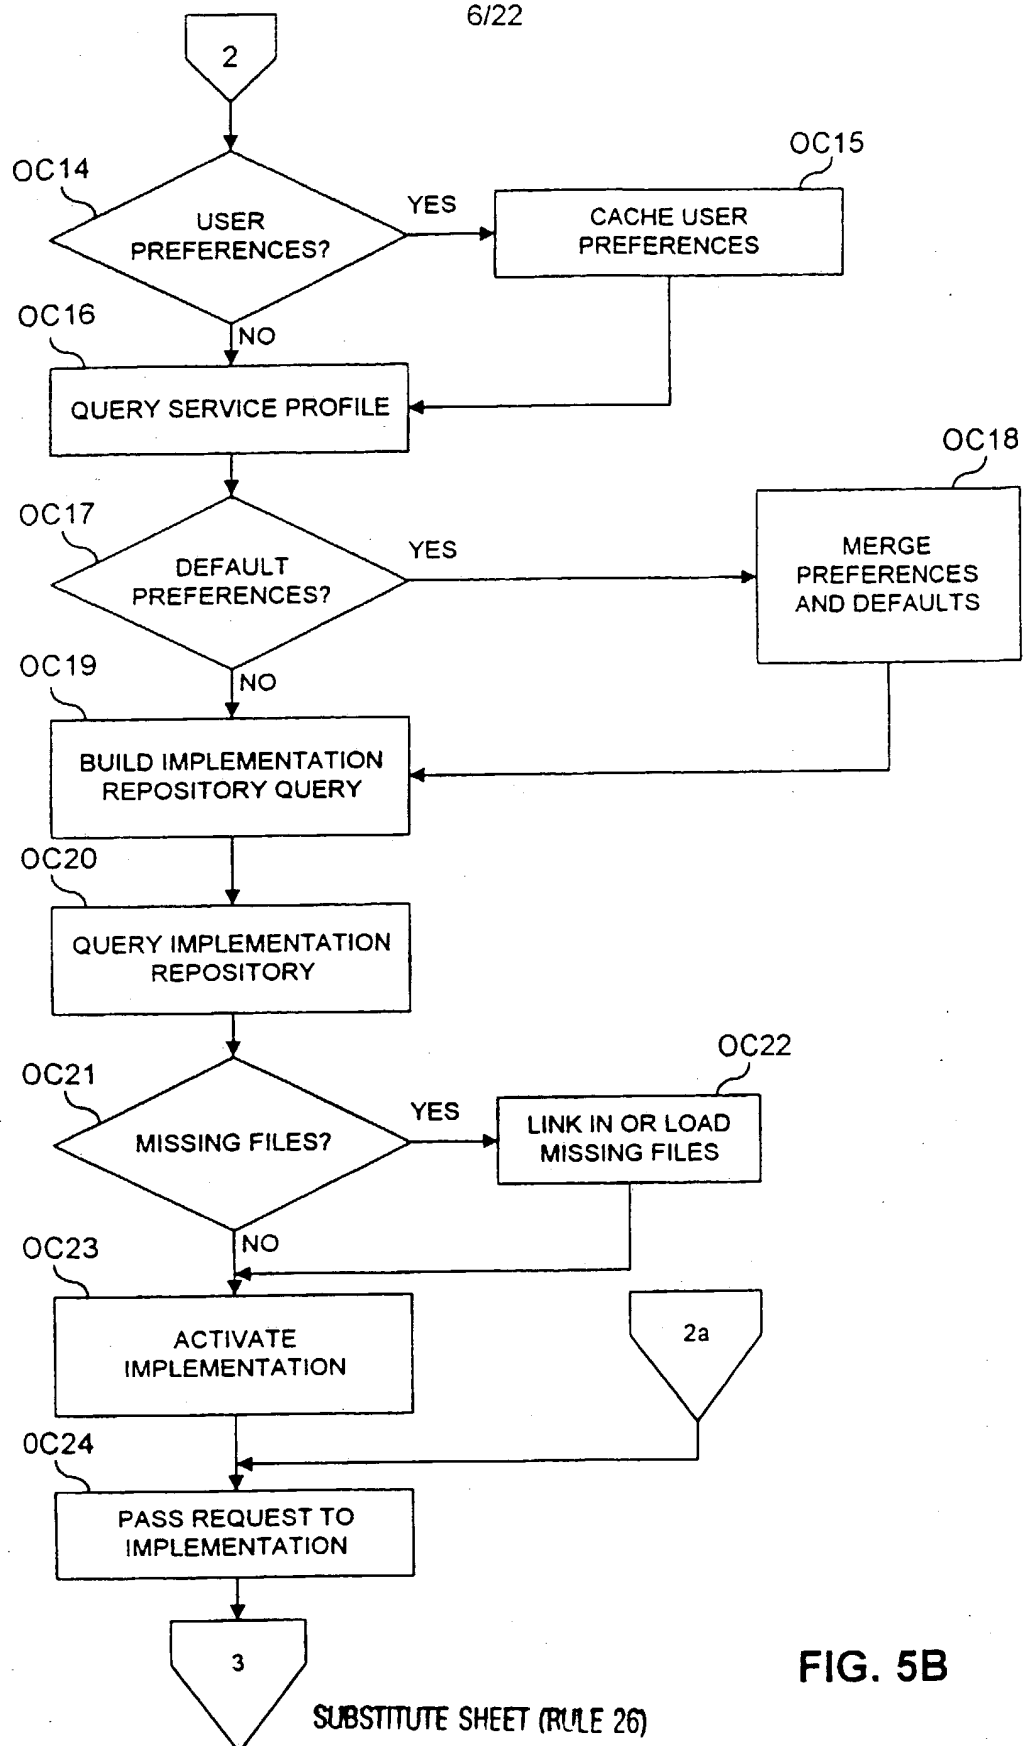 6/22
2
OC14
USER
PREFERENCES?
YES
OC15
CACHE USER
PREFERENCES
NO
OC16
QUERY SERVICE PROFILE
OC17
DEFAULT
PREFERENCES?
YES
OC18
MERGE
PREFERENCES
AND DEFAULTS
NO
OC19
BUILD IMPLEMENTATION
REPOSITORY QUERY
OC20
QUERY IMPLEMENTATION
REPOSITORY
OC21
MISSING FILES?
YES
OC22
LINK IN OR LOAD
MISSING FILES
NO
OC23
ACTIVATE
IMPLEMENTATION
2a
OC24
PASS REQUEST TO
IMPLEMENTATION
3
FIG. 5B
SUBSTITUTE SHEET (RULE 26)